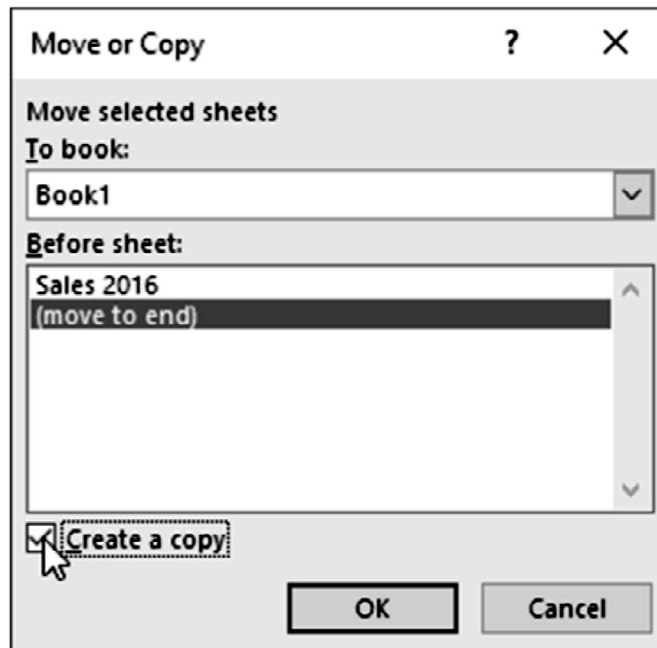 Move or Copy ? X
Move selected sheets
To book:
Book1
Before sheet:
Sales 2016
(move to end)
Create a copy
OK Cancel